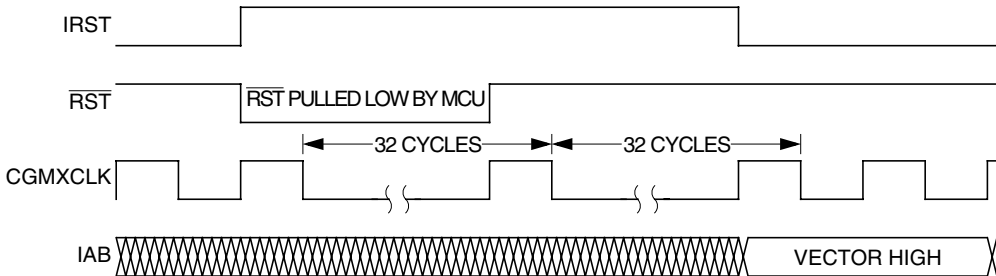 IRST
RST
RST PULLED LOW BY MCU
32 CYCLES
32 CYCLES
CGMXCLK
IAB
VECTOR HIGH